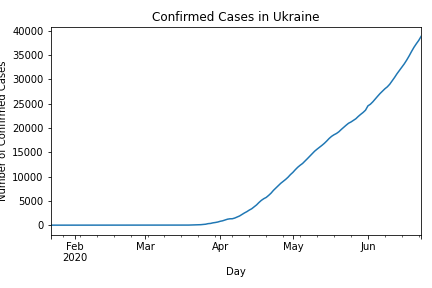 Confirmed Cases in Ukraine
Number of Confirmed Cases
40000
35000
30000
25000
20000
15000
10000
5000
0
Feb
2020
Mar
Apr
May
Jun
Day